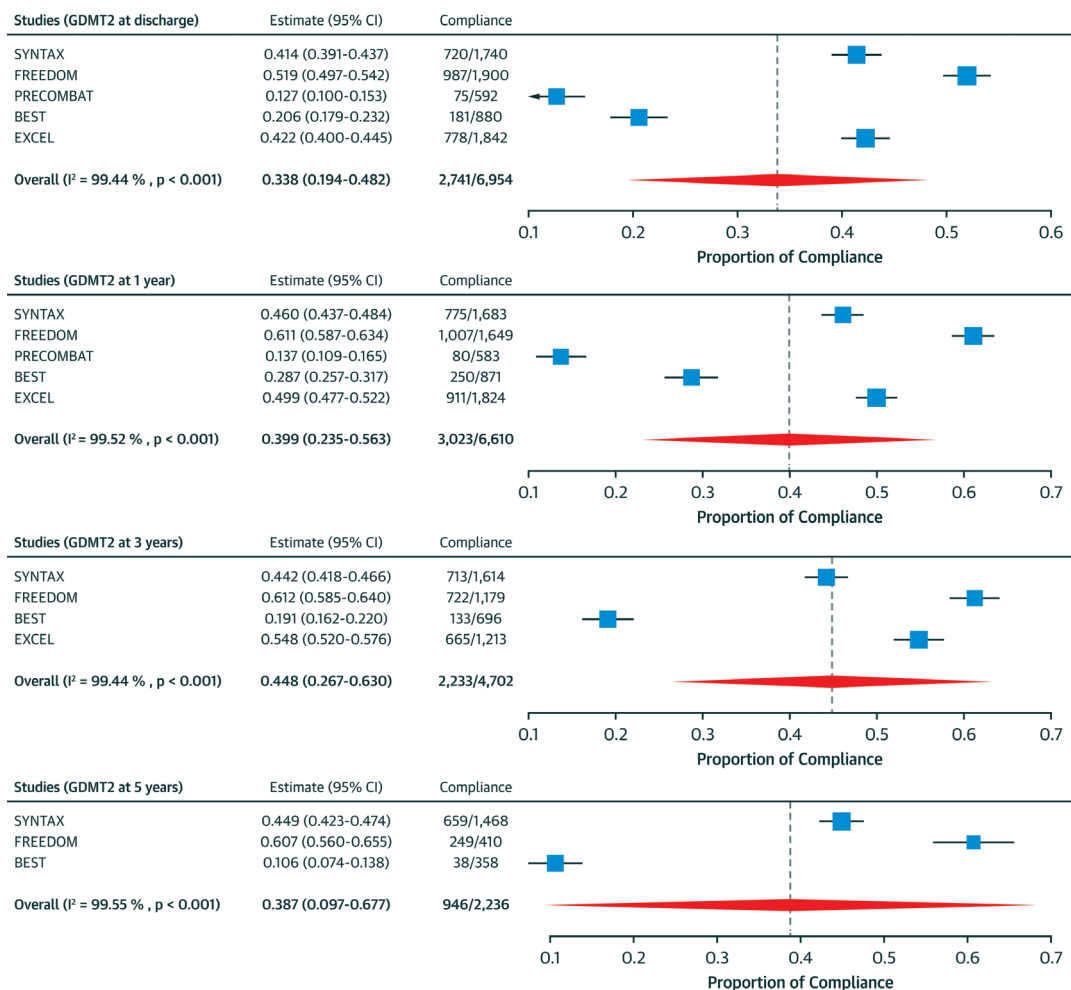 Studies (GDMT2 at discharge) Estimate (95% CI) Compliance
SYNTAX 0.414 (0.391-0.437) 720/1,740
FREEDOM 0.519 (0.497-0.542) 987/1,900
PRECOMBAT 0.127 (0.100-0.153) 75/592
BEST 0.206 (0.179-0.232) 181/880
EXCEL 0.422 (0.400-0.445) 778/1,842
Overall (I² = 99.44 % , p < 0.001) 0.338 (0.194-0.482) 2,741/6,954
0.1 0.2 0.3 0.4 0.5 0.6
Proportion of Compliance
Studies (GDMT2 at 1 year) Estimate (95% CI) Compliance
SYNTAX 0.460 (0.437-0.484) 775/1,683
FREEDOM 0.611 (0.587-0.634) 1,007/1,649
PRECOMBAT 0.137 (0.109-0.165) 80/583
BEST 0.287 (0.257-0.317) 250/871
EXCEL 0.499 (0.477-0.522) 911/1,824
Overall (I² = 99.52 % , p < 0.001) 0.399 (0.235-0.563) 3,023/6,610
0.1 0.2 0.3 0.4 0.5 0.6 0.7
Proportion of Compliance
Studies (GDMT2 at 3 years) Estimate (95% CI) Compliance
SYNTAX 0.442 (0.418-0.466) 713/1,614
FREEDOM 0.612 (0.585-0.640) 722/1,179
BEST 0.191 (0.162-0.220) 133/696
EXCEL 0.548 (0.520-0.576) 665/1,213
Overall (I² = 99.44 % , p < 0.001) 0.448 (0.267-0.630) 2,233/4,702
0.1 0.2 0.3 0.4 0.5 0.6 0.7
Proportion of Compliance
Studies (GDMT2 at 5 years) Estimate (95% CI) Compliance
SYNTAX 0.449 (0.423-0.474) 659/1,468
FREEDOM 0.607 (0.560-0.655) 249/410
BEST 0.106 (0.074-0.138) 38/358
Overall (I² = 99.55 % , p < 0.001) 0.387 (0.097-0.677) 946/2,236
0.1 0.2 0.3 0.4 0.5 0.6 0.7
Proportion of Compliance